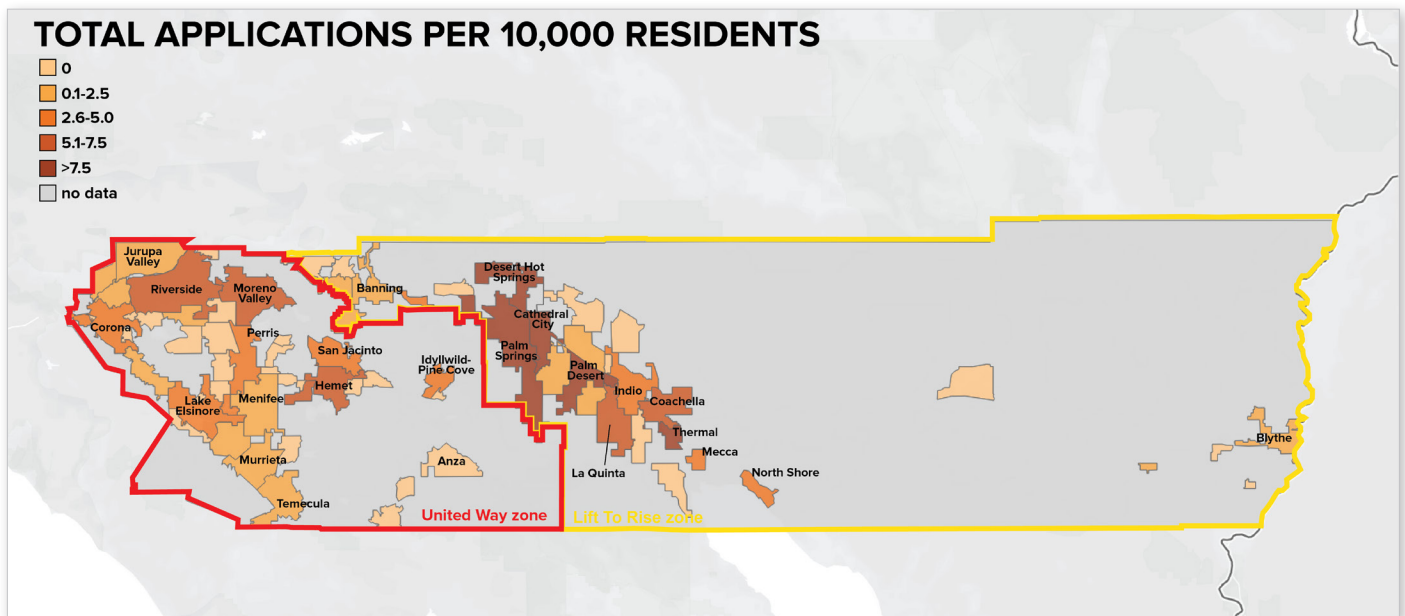 TOTAL APPLICATIONS PER 10,000 RESIDENTS
0
0.1-2.5
2.6-5.0
5.1-7.5
>7.5
no data
Jurupa
Valley
Riverside
Moreno
Valley
Corona
Perris
Banning
San Jacinto
Idyllwild-
Pine Cove
Hemet
Lake
Elsinore
Menifee
Murrieta
Anza
Temecula
Desert Hot
Springs
Cathedral
City
Palm
Springs
Palm
Desert
Indio
Coachella
Thermal
Mecca
La Quinta
North Shore
Blythe
United Way zone
Lift To Rise zone